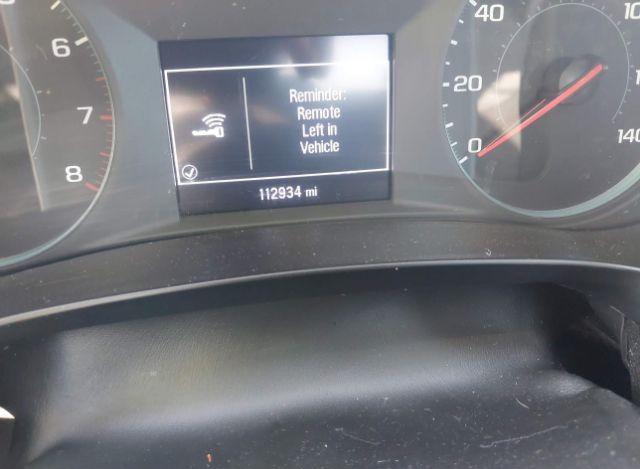 6
7
8
Reminder:
Remote
Left in
Vehicle
112934 mi
40
20
0
140